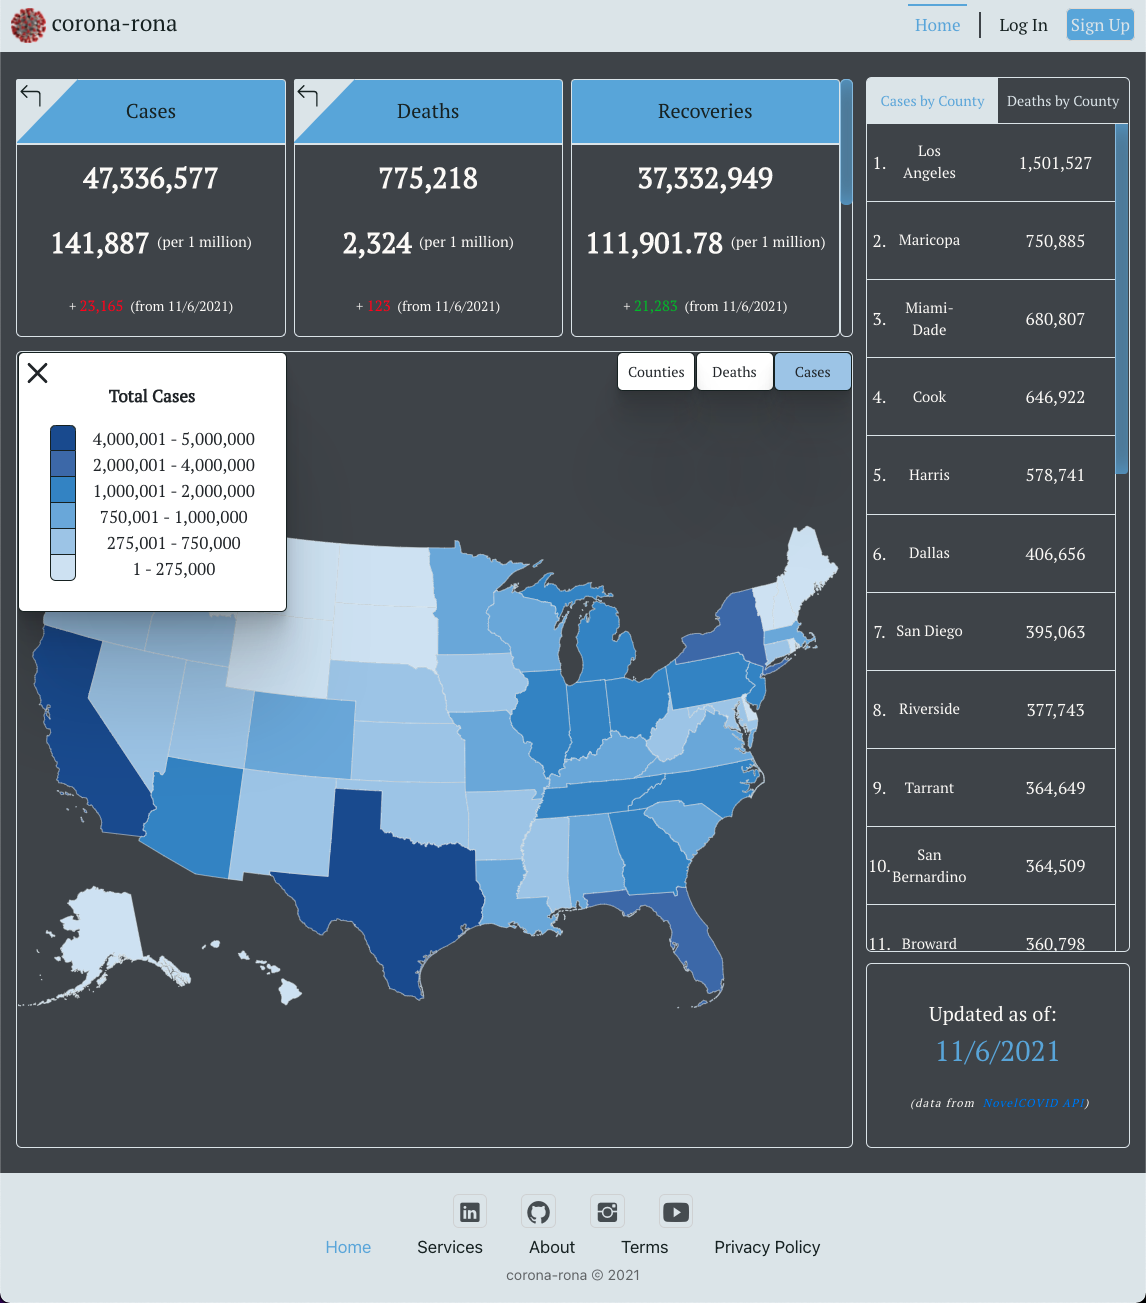 corona-rona
Home
Log In
Sign Up
Cases
47,336,577
141,887 (per 1 million)
+ 23,165 (from 11/6/2021)
Deaths
775,218
2,324 (per 1 million)
+ 123 (from 11/6/2021)
Recoveries
37,332,949
111,901.78 (per 1 million)
+ 21,283 (from 11/6/2021)
Cases by County
Deaths by County
1. Los Angeles 1,501,527
2. Maricopa 750,885
3. Miami-Dade 680,807
4. Cook 646,922
5. Harris 578,741
6. Dallas 406,656
7. San Diego 395,063
8. Riverside 377,743
9. Tarrant 364,649
10. San Bernardino 364,509
11. Broward 360,798
Total Cases
4,000,001 - 5,000,000
2,000,001 - 4,000,000
1,000,001 - 2,000,000
750,001 - 1,000,000
275,001 - 750,000
1 - 275,000
Counties
Deaths
Cases
Updated as of:
11/6/2021
(data from NovelCOVID API)
Home
Services
About
Terms
Privacy Policy
corona-rona © 2021